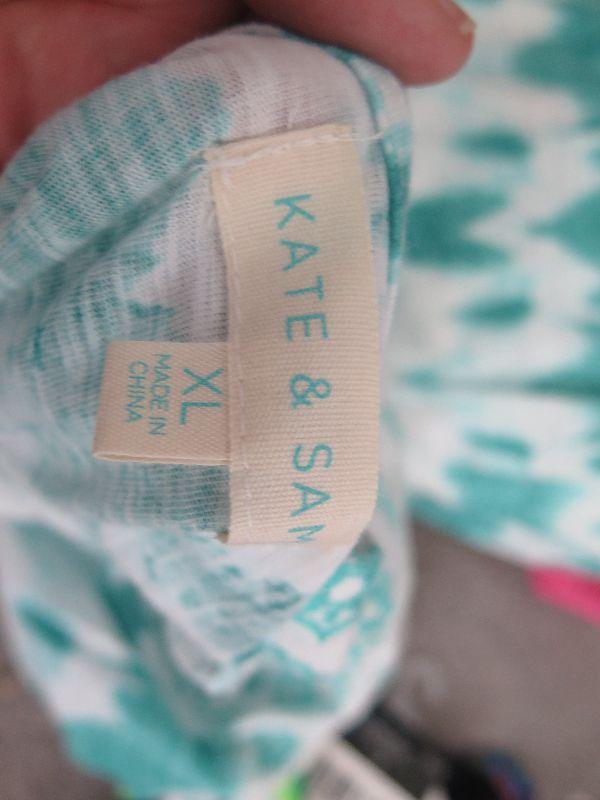 KATE & SAM
XL
MADE IN
CHINA